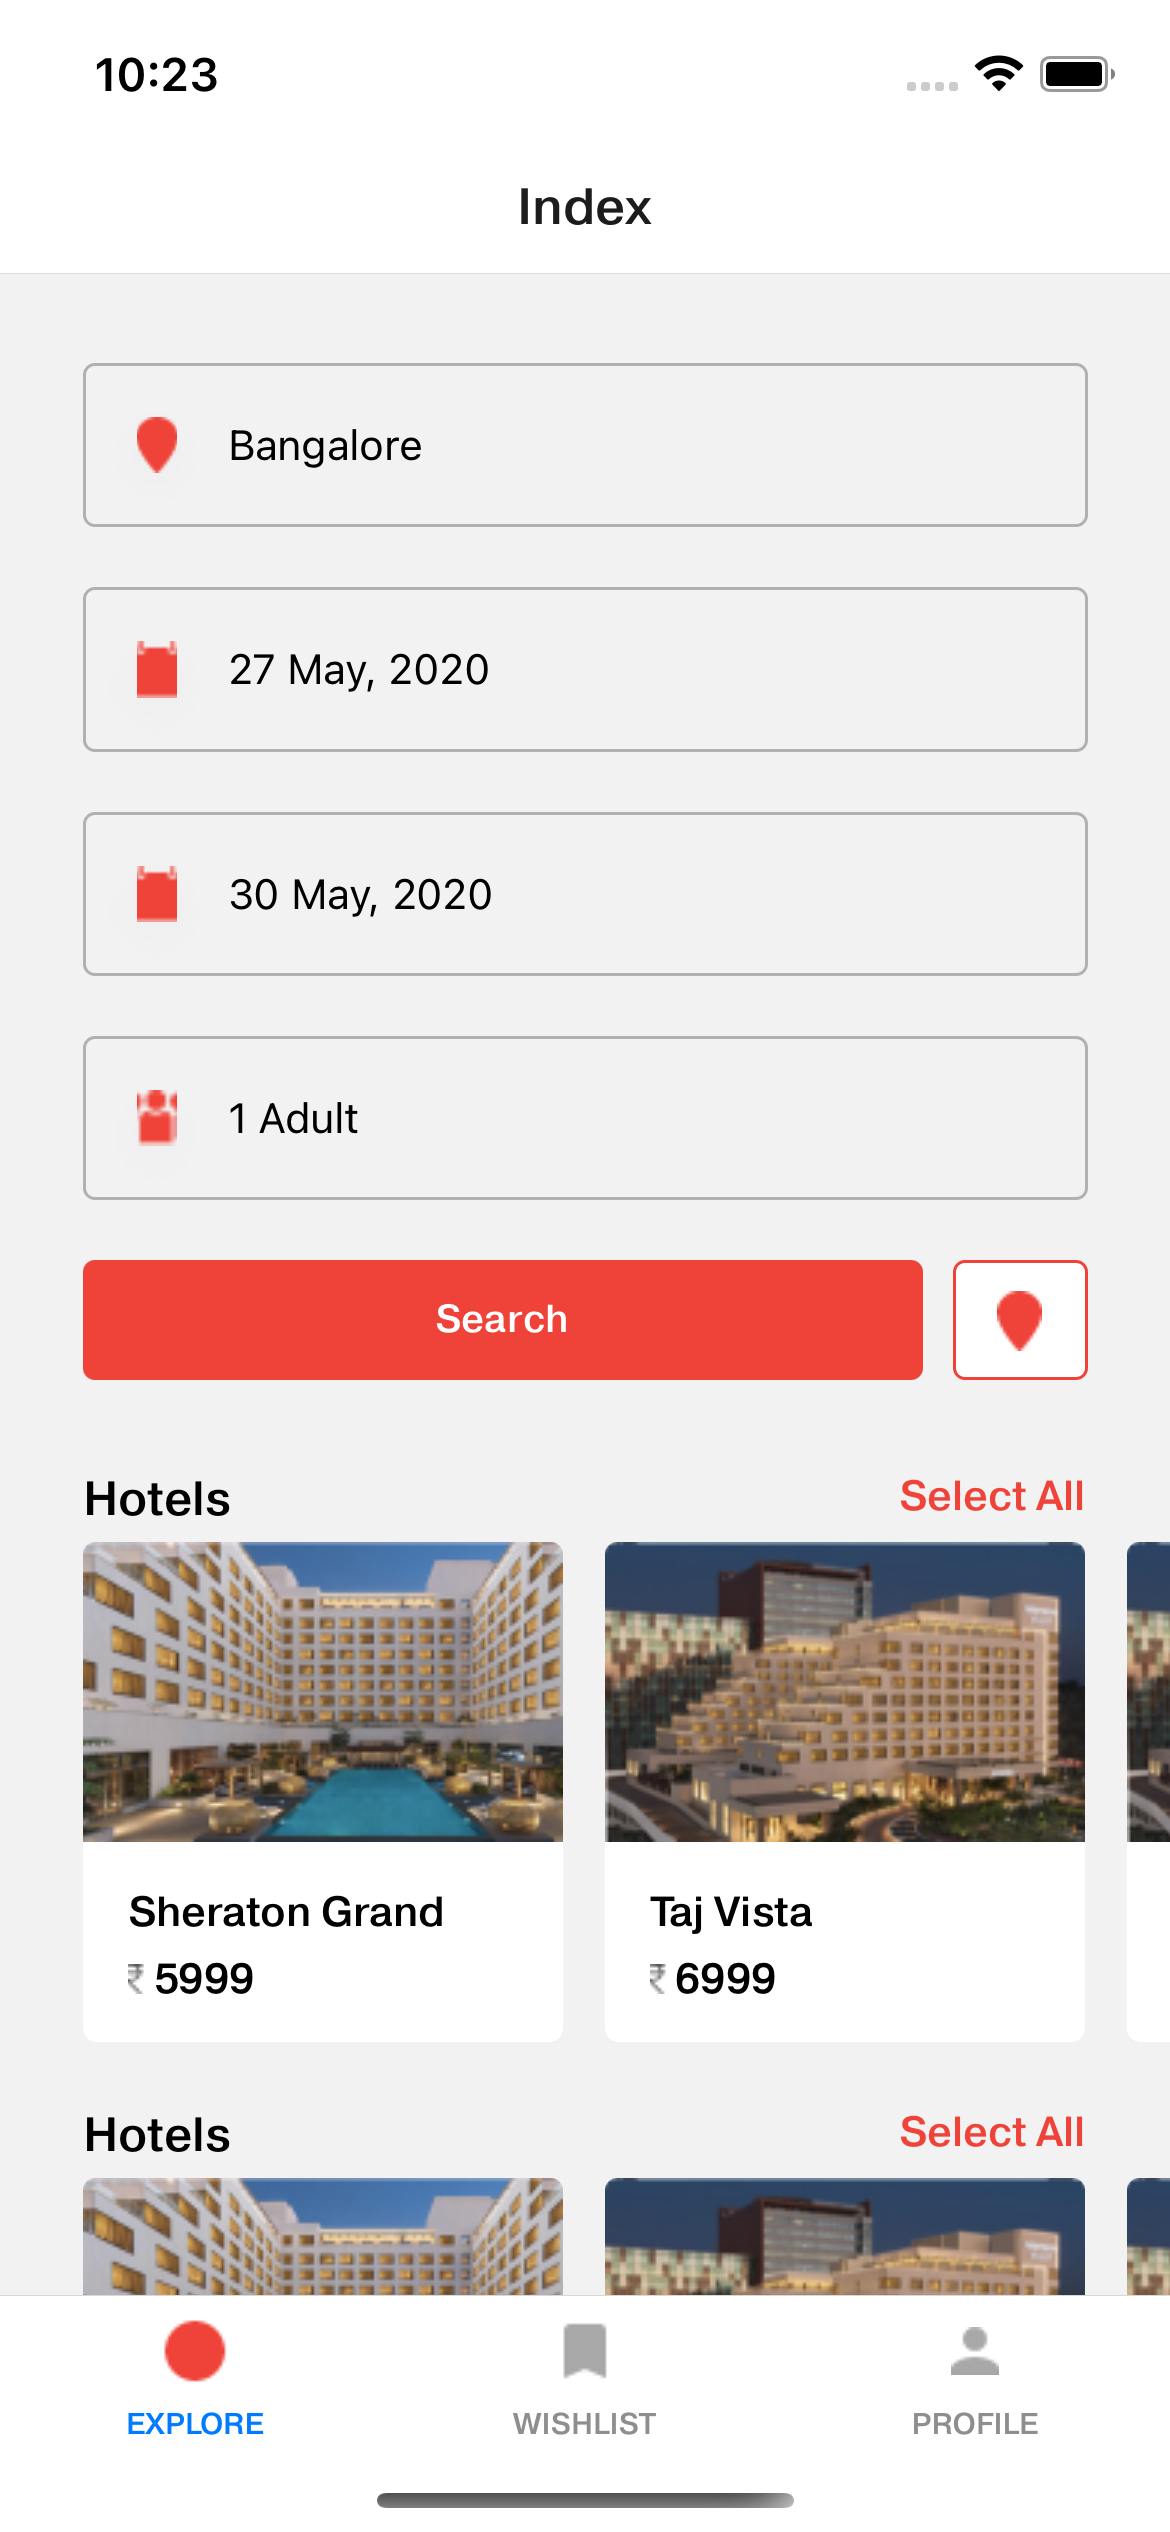 10:23
Index
Bangalore
27 May, 2020
30 May, 2020
1 Adult
Search
Hotels
Select All
Sheraton Grand
₹ 5999
Taj Vista
₹ 6999
Hotels
Select All
EXPLORE
WISHLIST
PROFILE